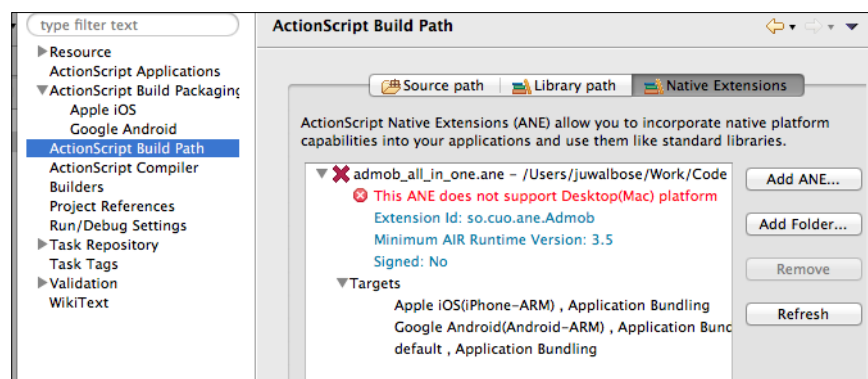 type filter text
Resource
ActionScript Applications
ActionScript Build Packaging
Apple iOS
Google Android
ActionScript Build Path
ActionScript Compiler
Builders
Project References
Run/Debug Settings
Task Repository
Task Tags
Validation
WikiText
ActionScript Build Path
Source path
Library path
Native Extensions
ActionScript Native Extensions (ANE) allow you to incorporate native platform
capabilities into your applications and use them like standard libraries.
admob_all_in_one.ane – /Users/juwalbose/Work/Code
This ANE does not support Desktop(Mac) platform
Extension Id: so.cuo.ane.Admob
Minimum AIR Runtime Version: 3.5
Signed: No
Targets
Apple iOS(iPhone-ARM) , Application Bundling
Google Android(Android-ARM) , Application Bund
default , Application Bundling
Add ANE...
Add Folder...
Remove
Refresh